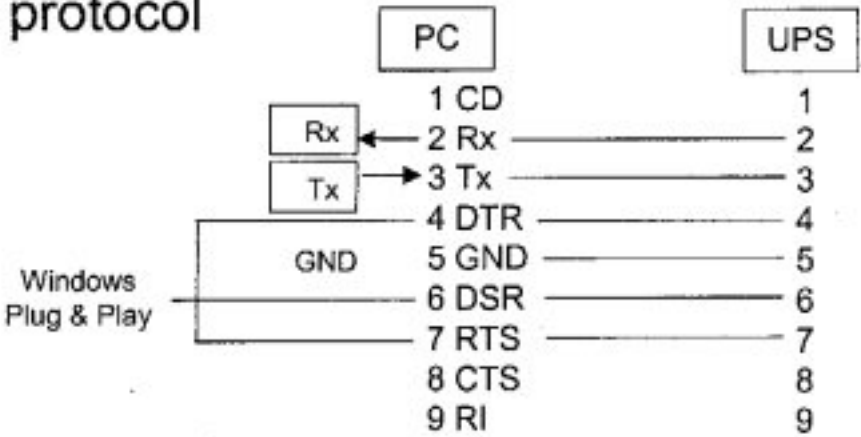 protocol
PC UPS
1 CD 1
Rx 2 Rx 2
Tx 3 Tx 3
4 DTR 4
GND 5 GND 5
Windows
Plug & Play
6 DSR 6
7 RTS 7
8 CTS 8
9 RI 9